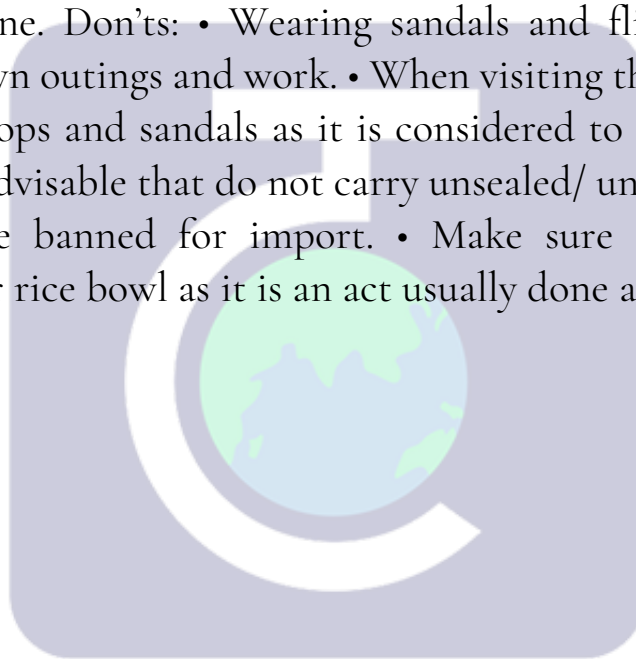 ne. Don’ts: • Wearing sandals and fli
wn outings and work. • When visiting th
ops and sandals as it is considered to
dvisable that do not carry unsealed/ un
e banned for import. • Make sure
r rice bowl as it is an act usually done a